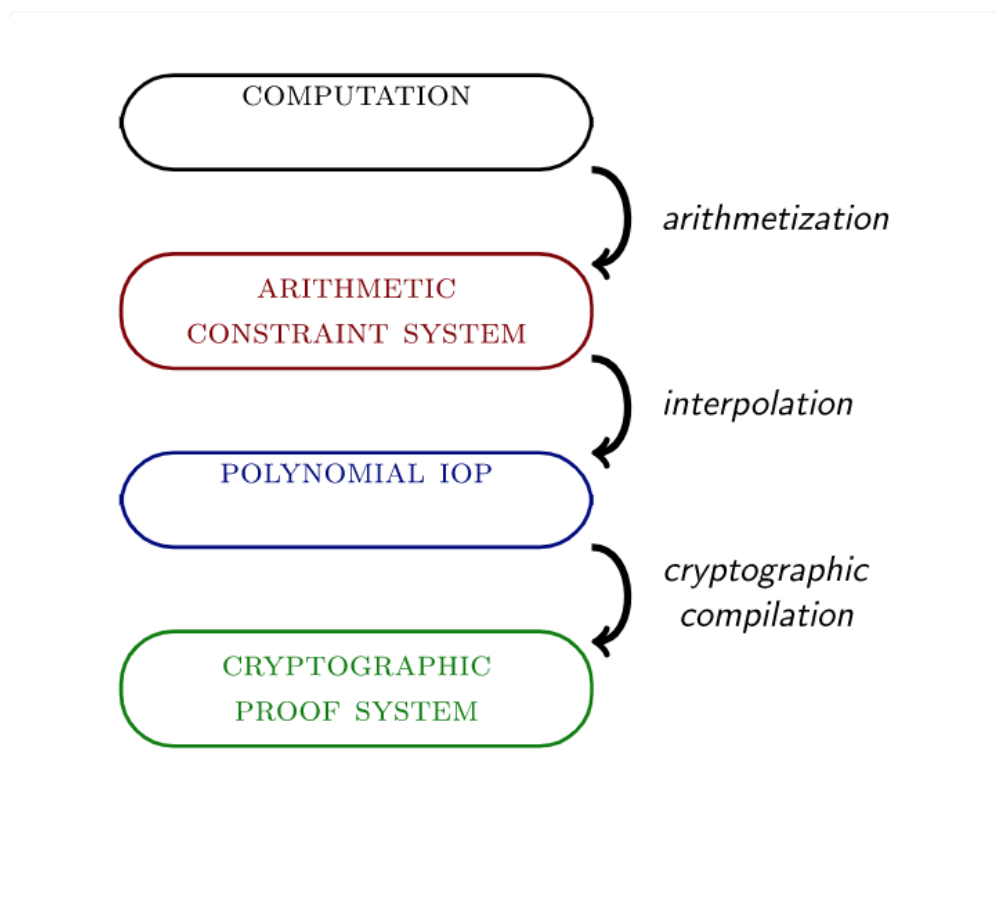 COMPUTATION
arithmetization
ARITHMETIC
CONSTRAINT SYSTEM
interpolation
POLYNOMIAL IOP
cryptographic
compilation
CRYPTOGRAPHIC
PROOF SYSTEM